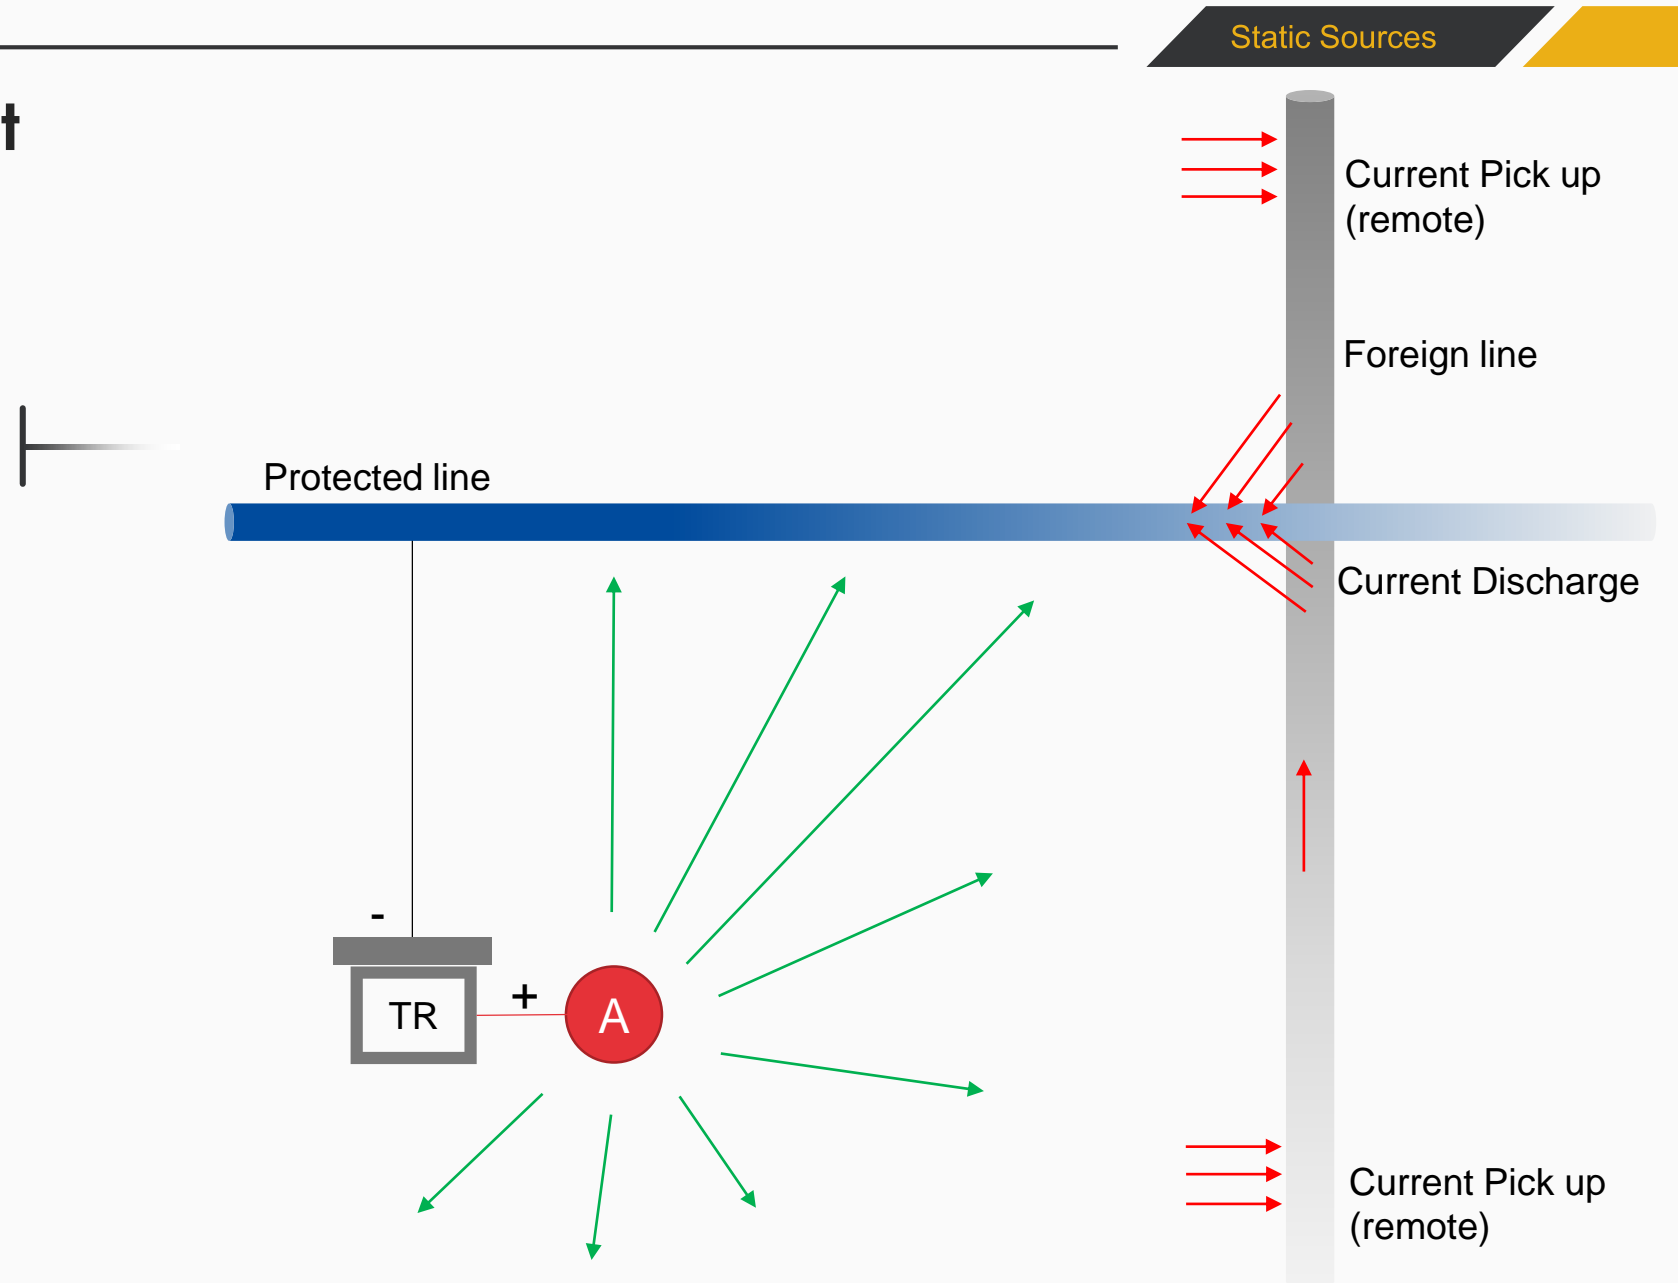 Static Sources
t
Current Pick up
(remote)
Foreign line
Protected line
Current Discharge
-
+
TR
A
Current Pick up
(remote)